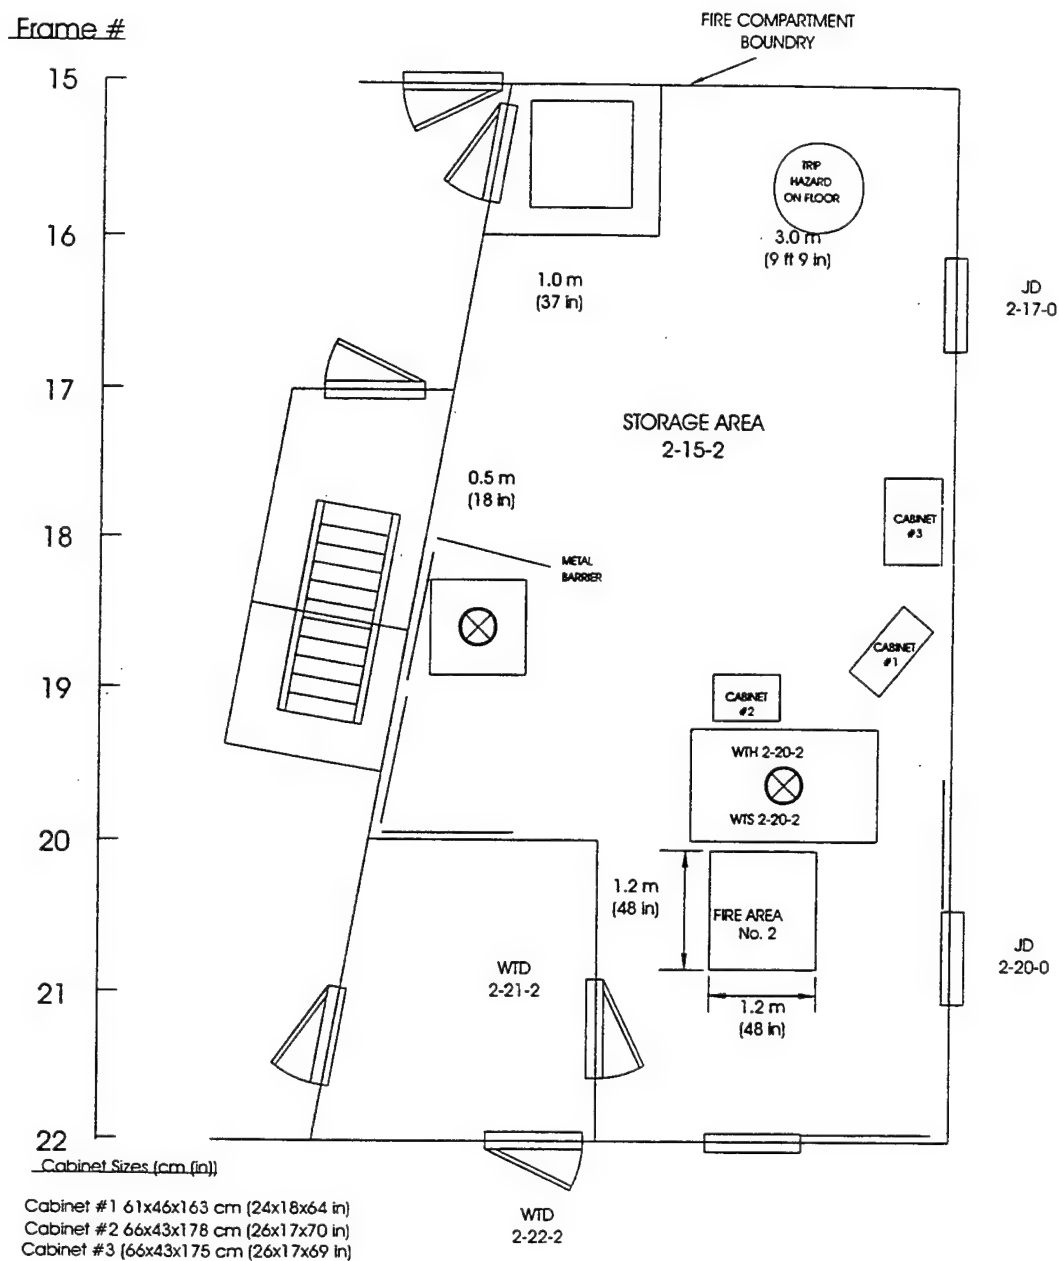 Frame #
FIRE COMPARTMENT
BOUNDRY
15
TRIP
HAZARD
ON FLOOR
16
3.0 m
(9 ft 9 in)
1.0 m
(37 in)
JD
2-17-0
17
STORAGE AREA
2-15-2
0.5 m
(18 in)
18
CABINET
#3
METAL
BARRIER
CABINET
#1
19
CABINET
#2
WTH 2-20-2
WTS 2-20-2
20
1.2 m
(48 in)
FIRE AREA
No. 2
JD
2-20-0
WTD
2-21-2
21
1.2 m
(48 in)
22
Cabinet Sizes (cm (in))
Cabinet #1 61x46x163 cm (24x18x64 in)
Cabinet #2 66x43x178 cm (26x17x70 in)
Cabinet #3 (66x43x175 cm (26x17x69 in)
WTD
2-22-2